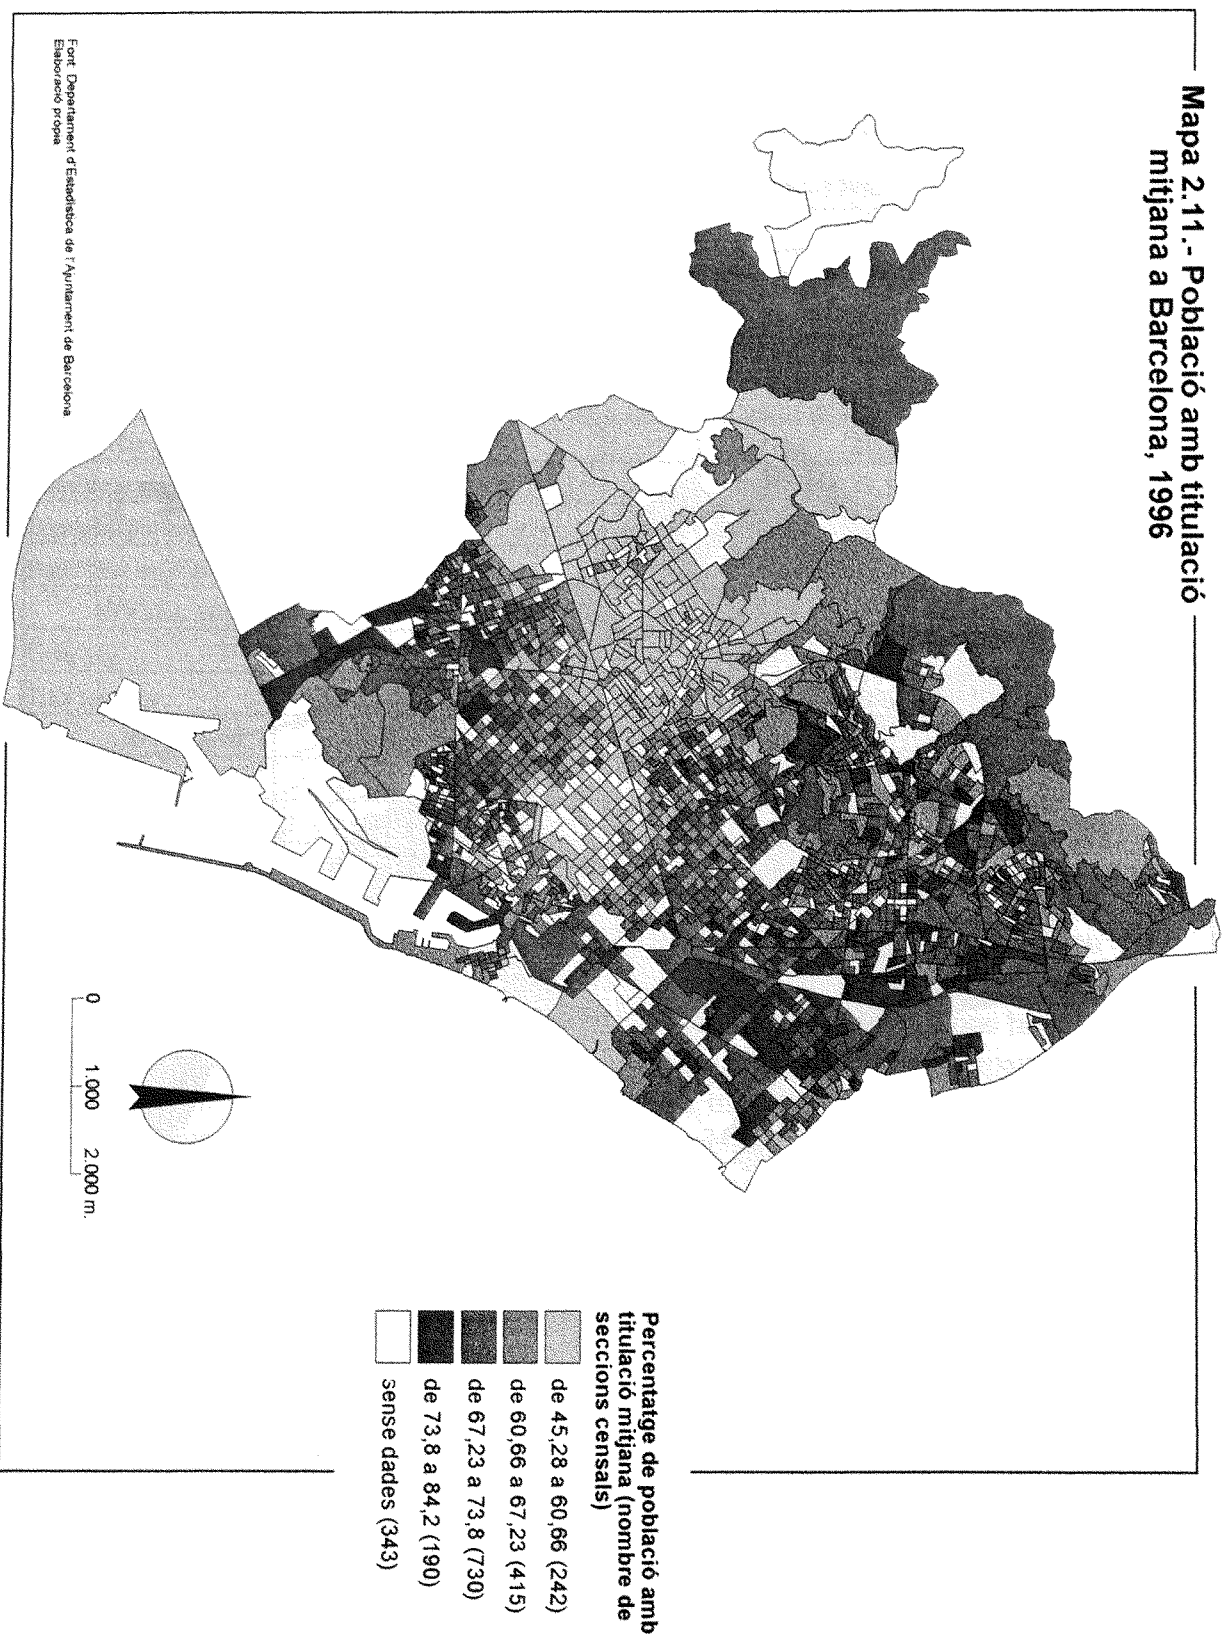 Mapa 2.11.- Població amb titulació
mitjana a Barcelona, 1996
Percentatge de població amb
titulació mitjana (nombre de
seccions censals)
de 45,28 a 60,66 (242)
de 60,66 a 67,23 (415)
de 67,23 a 73,8 (730)
de 73,8 a 84,2 (190)
sense dades (343)
0 1.000 2.000 m.
Font: Departament d'Estadística de l'Ajuntament de Barcelona
Elaboració pròpia